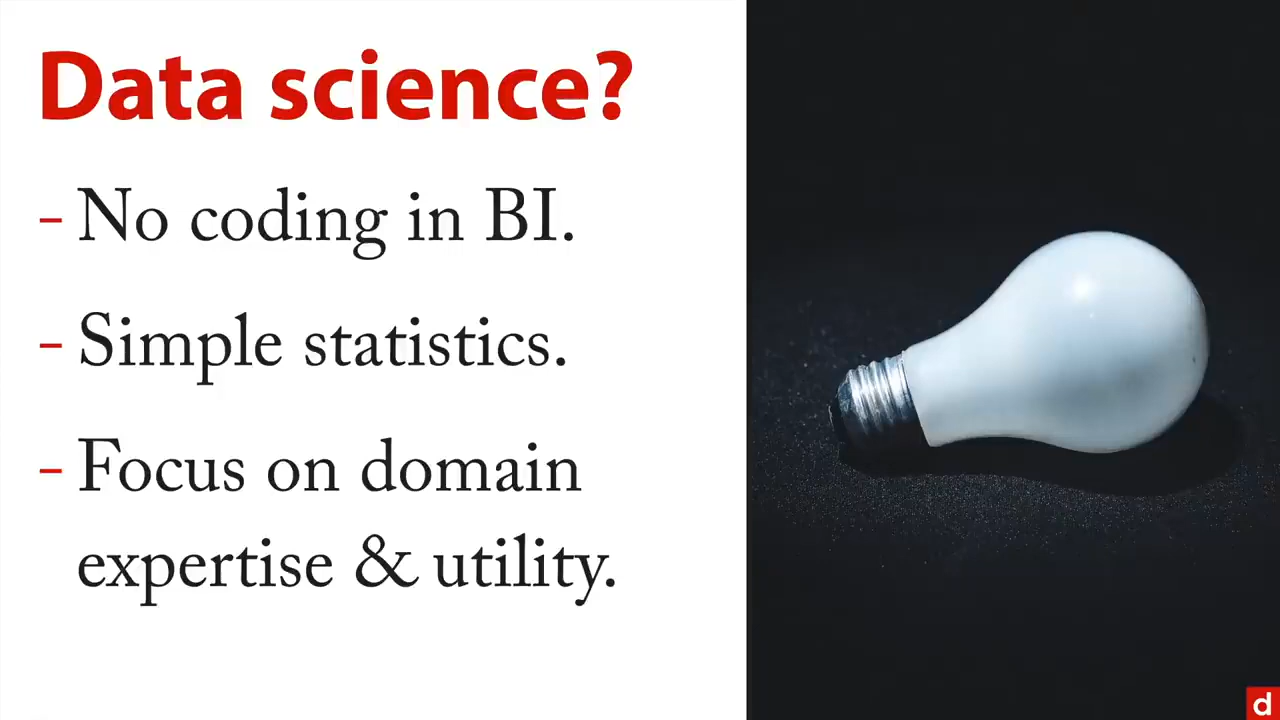 Data science?
- No coding in BI.
- Simple statistics.
- Focus on domain
expertise & utility.
d